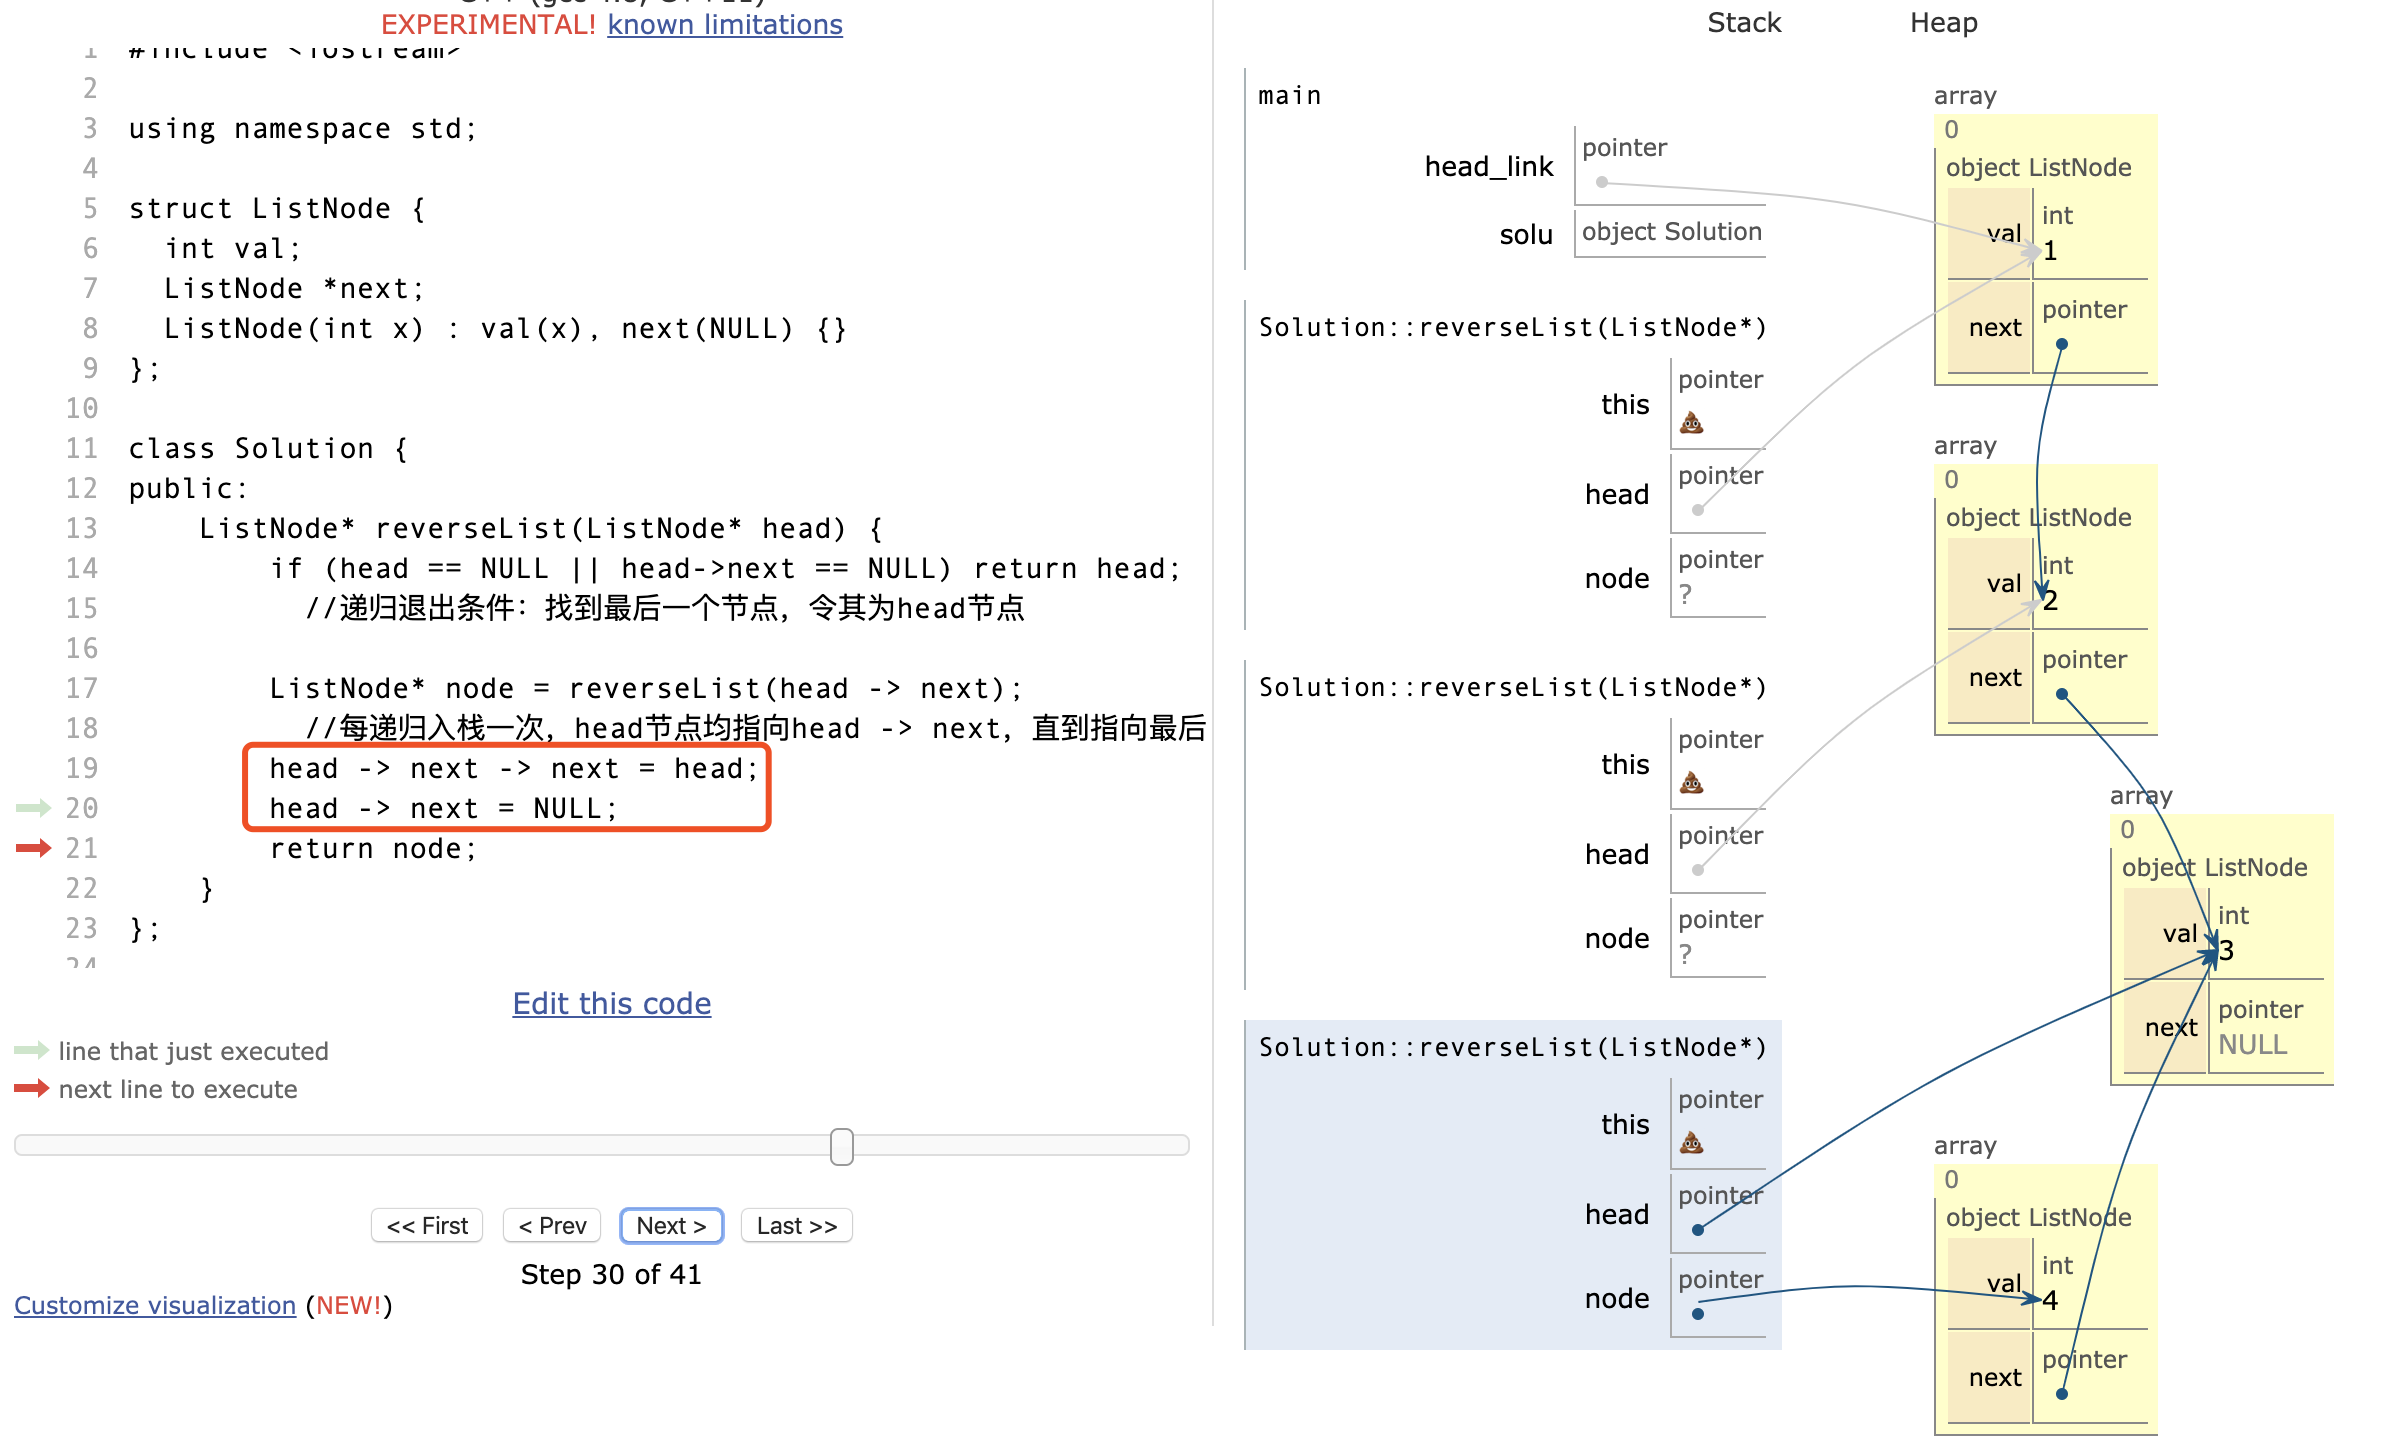 EXPERIMENTAL! known limitations
1 #include <iostream>
2
3 using namespace std;
4
5 struct ListNode {
6 int val;
7 ListNode *next;
8 ListNode(int x) : val(x), next(NULL) {}
9 };
10
11 class Solution {
12 public:
13 ListNode* reverseList(ListNode* head) {
14 if (head == NULL || head->next == NULL) return head;
15 //递归退出条件：找到最后一个节点，令其为head节点
16
17 ListNode* node = reverseList(head -> next);
18 //每递归入栈一次，head节点均指向head -> next，直到指向最后
19 head -> next -> next = head;
20 head -> next = NULL;
21 return node;
22 }
23 };
24
Edit this code
line that just executed
next line to execute
<< First < Prev Next > Last >>
Step 30 of 41
Customize visualization (NEW!)
Stack Heap
main
head_link pointer
solu object Solution
Solution::reverseList(ListNode*)
this pointer
head pointer
node pointer
?
Solution::reverseList(ListNode*)
this pointer
head pointer
node pointer
?
Solution::reverseList(ListNode*)
this pointer
head pointer
node pointer
array
0
object ListNode
val int
1
next pointer
array
0
object ListNode
val int
2
next pointer
array
0
object ListNode
val int
3
next pointer
NULL
array
0
object ListNode
val int
4
next pointer